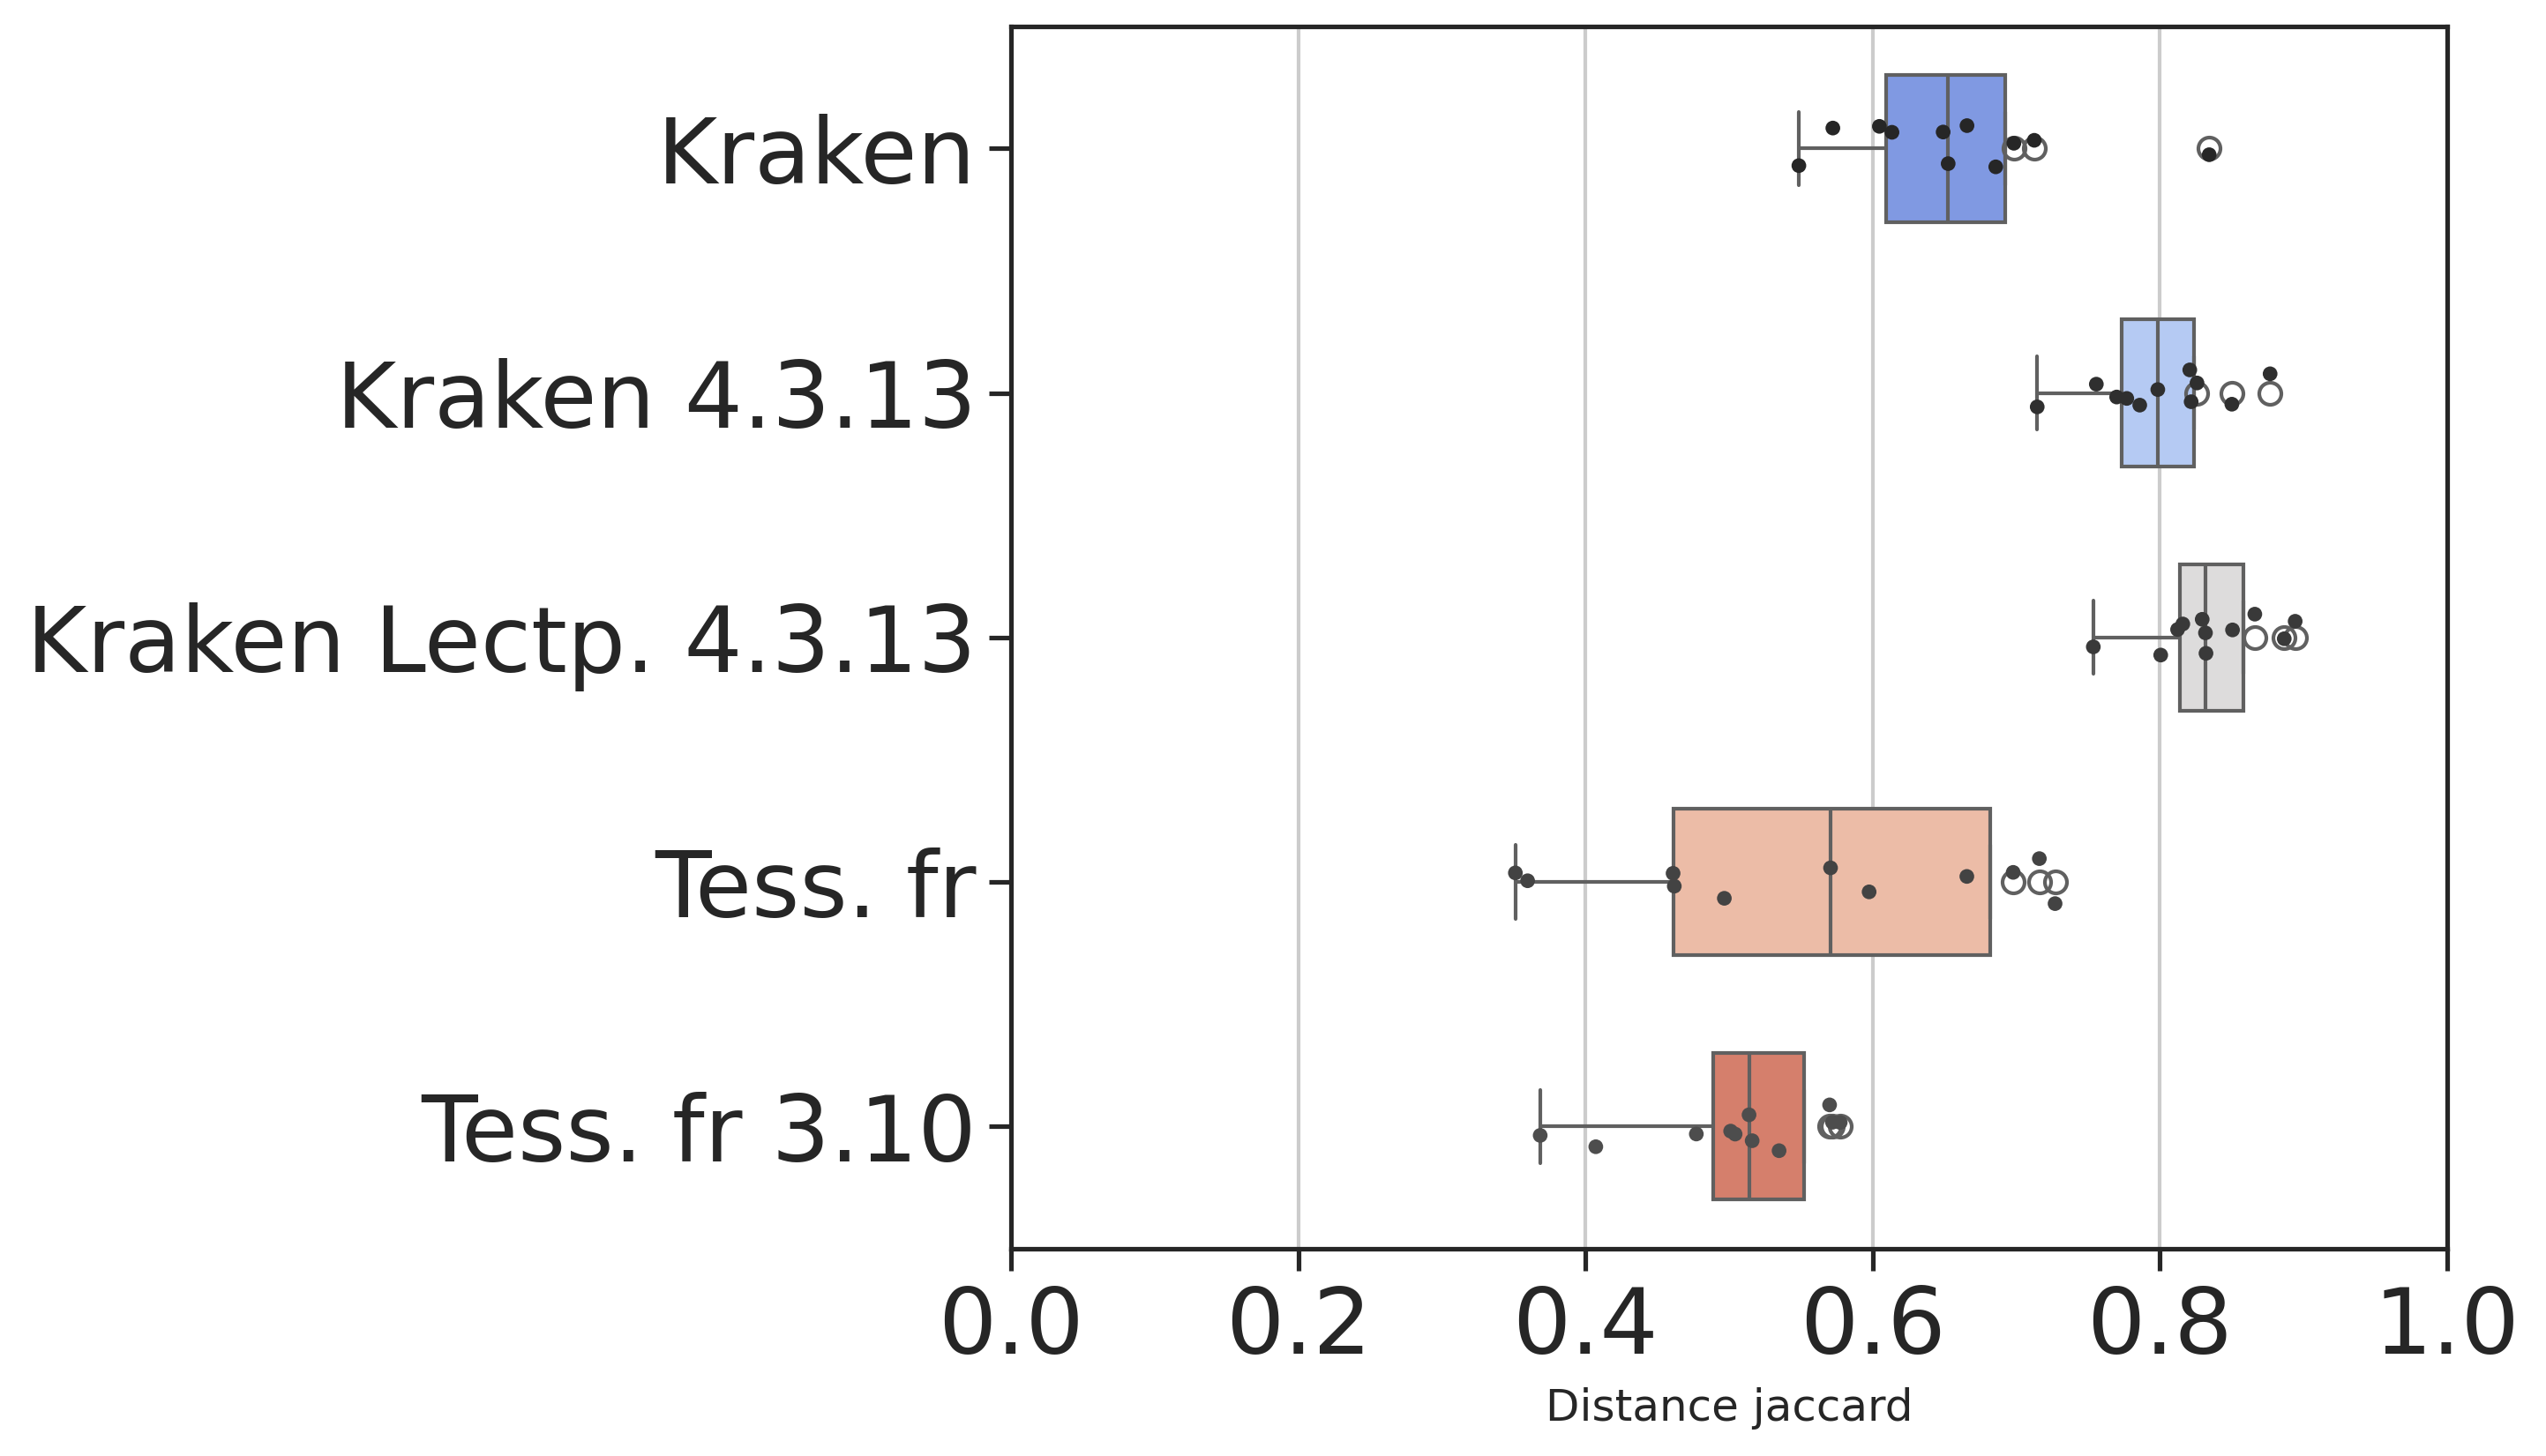 Kraken
Kraken 4.3.13
Kraken Lectp. 4.3.13
Tess. fr
Tess. fr 3.10
0.0 0.2 0.4 0.6 0.8 1.0
Distance jaccard